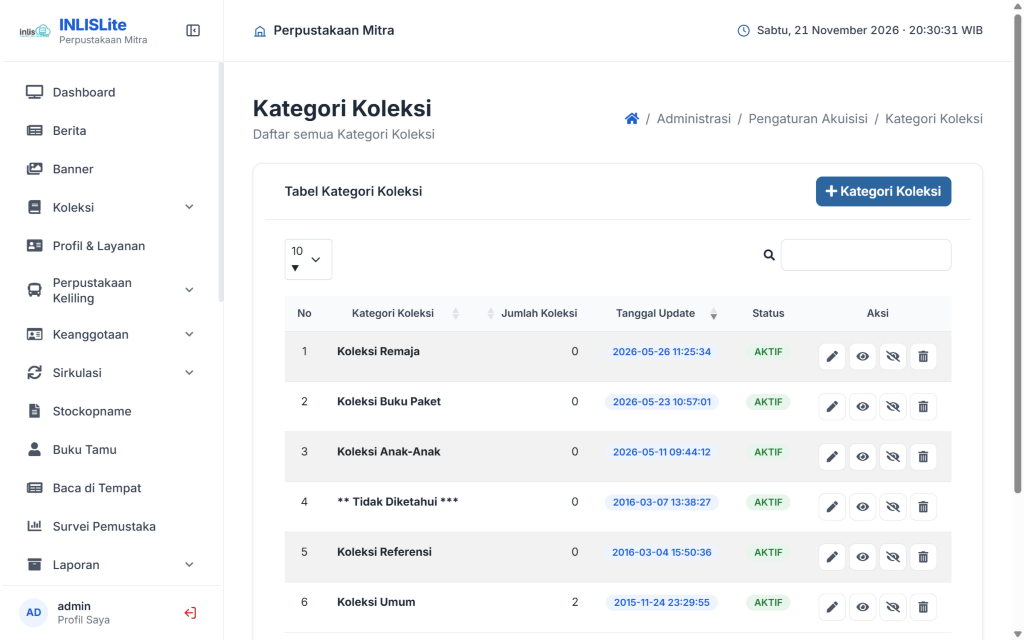 inlis
INLISLite
Perpustakaan Mitra
Perpustakaan Mitra
Sabtu, 21 November 2026 · 20:30:31 WIB
Dashboard
Berita
Banner
Koleksi
Profil & Layanan
Perpustakaan
Keliling
Keanggotaan
Sirkulasi
Stockopname
Buku Tamu
Baca di Tempat
Survei Pemustaka
Laporan
AD
admin
Profil Saya
Kategori Koleksi
Daftar semua Kategori Koleksi
/ Administrasi / Pengaturan Akuisisi / Kategori Koleksi
Tabel Kategori Koleksi
+ Kategori Koleksi
10
No Kategori Koleksi Jumlah Koleksi Tanggal Update Status Aksi
1 Koleksi Remaja 0 2026-05-26 11:25:34 AKTIF
2 Koleksi Buku Paket 0 2026-05-23 10:57:01 AKTIF
3 Koleksi Anak-Anak 0 2026-05-11 09:44:12 AKTIF
4 ** Tidak Diketahui *** 0 2016-03-07 13:38:27 AKTIF
5 Koleksi Referensi 0 2016-03-04 15:50:36 AKTIF
6 Koleksi Umum 2 2015-11-24 23:29:55 AKTIF